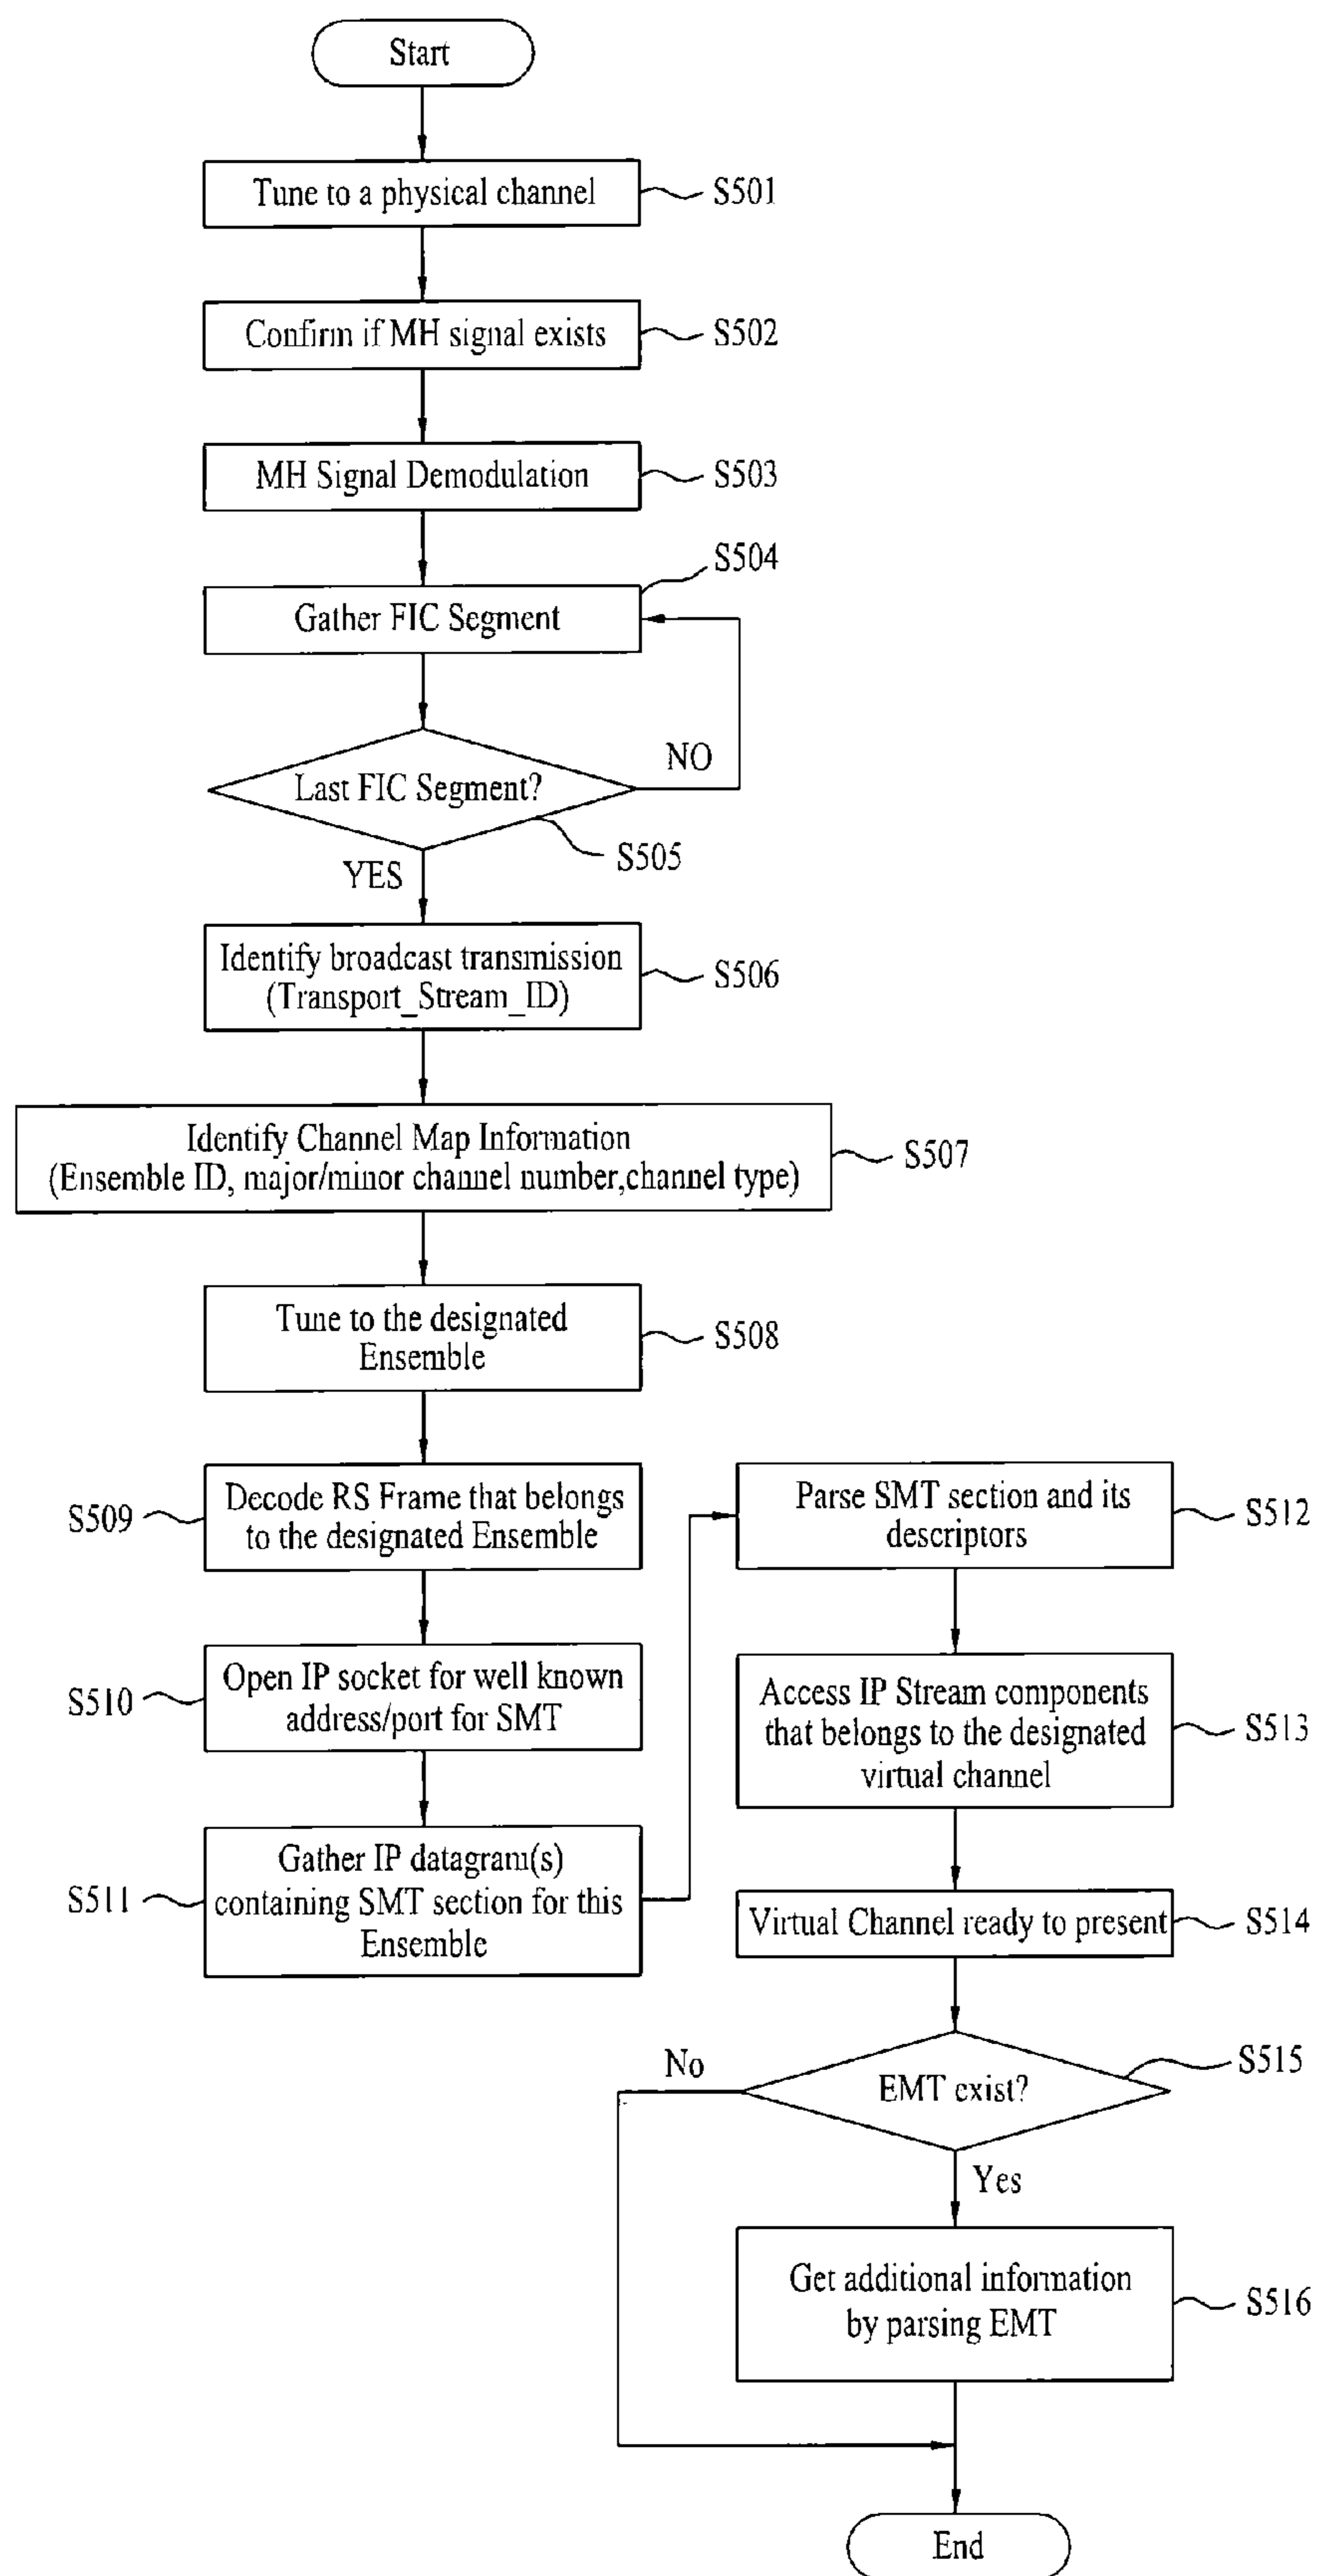 Start
Tune to a physical channel
S501
Confirm if MH signal exists
S502
MH Signal Demodulation
S503
S504
Gather FIC Segment
NO
Last FIC Segment?
S505
YES
Identify broadcast transmission
(Transport_Stream_ID)
S506
Identify Channel Map Information
(Ensemble ID, major/minor channel number,channel type)
S507
Tune to the designated
Ensemble
S508
S509
Decode RS Frame that belongs
to the designated Ensemble
S510
Open IP socket for well known
address/port for SMT
S511
Gather IP datagram(s)
containing SMT section for this
Ensemble
Parse SMT section and its
descriptors
S512
Access IP Stream components
that belongs to the designated
virtual channel
S513
Virtual Channel ready to present
S514
No
EMT exist?
S515
Yes
Get additional information
by parsing EMT
S516
End